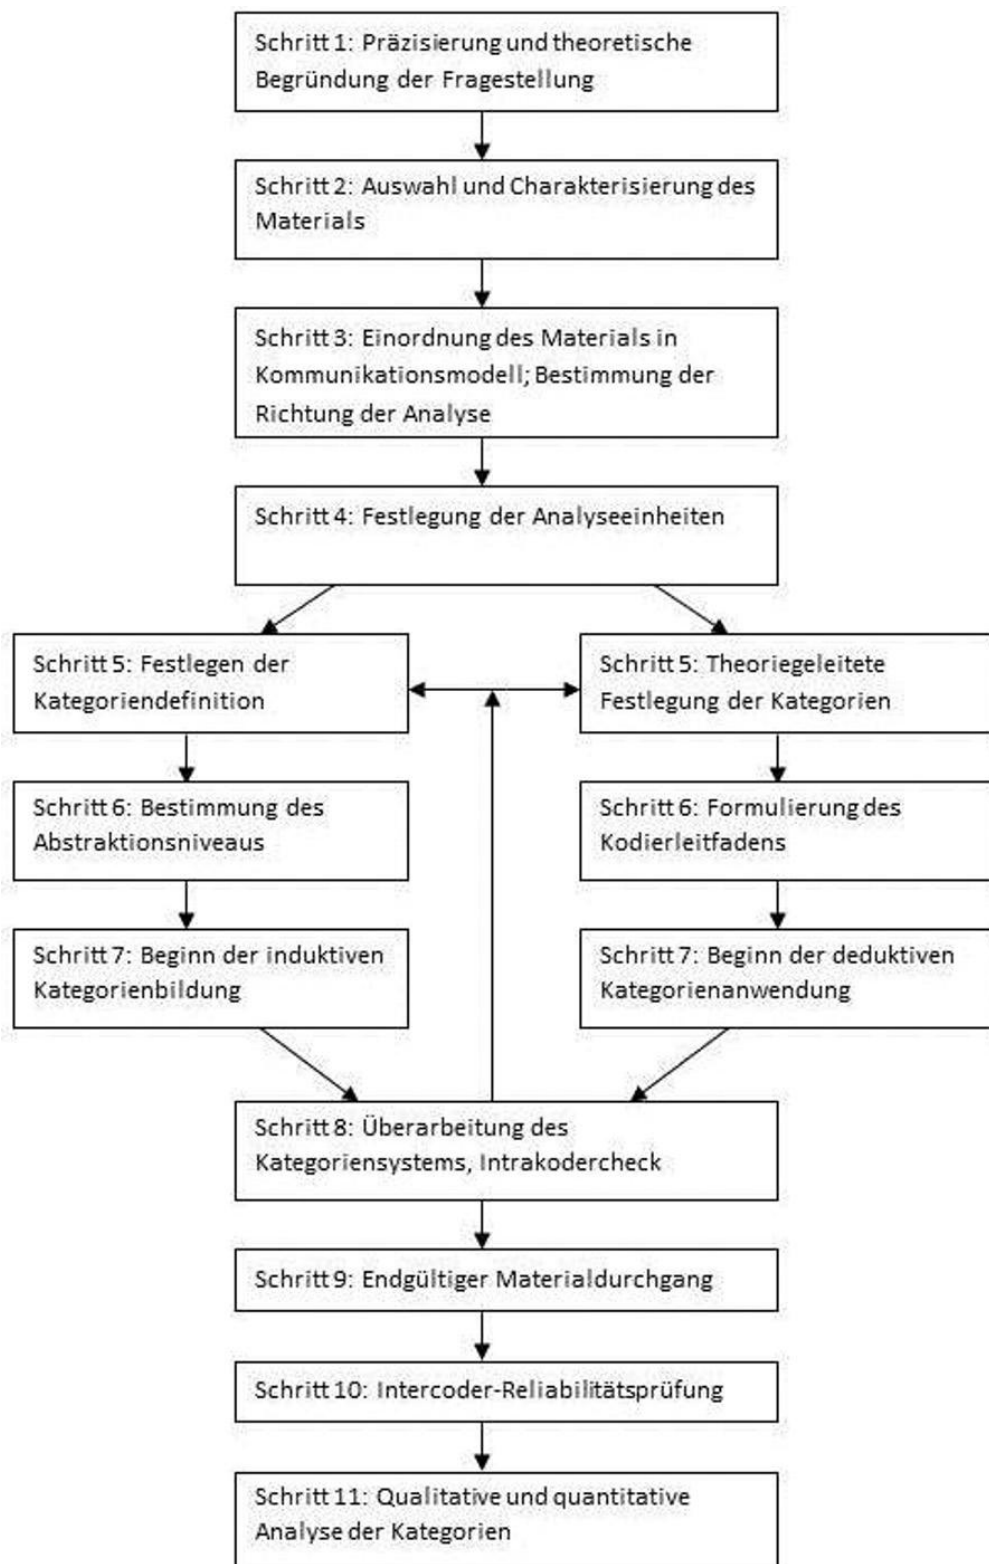 Schritt 1: Präzisierung und theoretische
Begründung der Fragestellung
Schritt 2: Auswahl und Charakterisierung des
Materials
Schritt 3: Einordnung des Materials in
Kommunikationsmodell; Bestimmung der
Richtung der Analyse
Schritt 4: Festlegung der Analyseeinheiten
Schritt 5: Festlegen der
Kategoriendefinition
Schritt 6: Bestimmung des
Abstraktionsniveaus
Schritt 7: Beginn der induktiven
Kategorienbildung
Schritt 5: Theoriegeleitete
Festlegung der Kategorien
Schritt 6: Formulierung des
Kodierleitfadens
Schritt 7: Beginn der deduktiven
Kategorienanwendung
Schritt 8: Überarbeitung des
Kategoriensystems, Intrakodercheck
Schritt 9: Endgültiger Materialdurchgang
Schritt 10: Intercoder-Reliabilitätsprüfung
Schritt 11: Qualitative und quantitative
Analyse der Kategorien